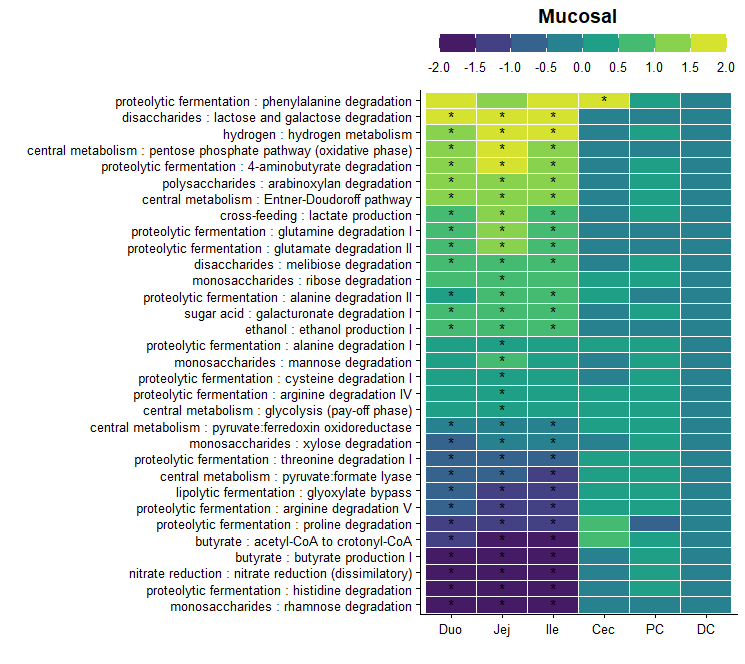 Mucosal
-2.0 -1.5 -1.0 -0.5 0.0 0.5 1.0 1.5 2.0
proteolytic fermentation : phenylalanine degradation *
disaccharides : lactose and galactose degradation * * *
hydrogen : hydrogen metabolism * * *
central metabolism : pentose phosphate pathway (oxidative phase) * * *
proteolytic fermentation : 4-aminobutyrate degradation * * *
polysaccharides : arabinoxylan degradation * * *
central metabolism : Entner-Doudoroff pathway * * *
cross-feeding : lactate production * * *
proteolytic fermentation : glutamine degradation I * * *
proteolytic fermentation : glutamate degradation II * * *
disaccharides : melibiose degradation * * *
monosaccharides : ribose degradation *
proteolytic fermentation : alanine degradation II * * *
sugar acid : galacturonate degradation I * * *
ethanol : ethanol production I * * *
proteolytic fermentation : alanine degradation I *
monosaccharides : mannose degradation *
proteolytic fermentation : cysteine degradation I *
proteolytic fermentation : arginine degradation IV *
central metabolism : glycolysis (pay-off phase) *
central metabolism : pyruvate:ferredoxin oxidoreductase * * *
monosaccharides : xylose degradation * * *
proteolytic fermentation : threonine degradation I * * *
central metabolism : pyruvate:formate lyase * * *
lipolytic fermentation : glyoxylate bypass * * *
proteolytic fermentation : arginine degradation V * * *
proteolytic fermentation : proline degradation * * *
butyrate : acetyl-CoA to crotonyl-CoA * * *
butyrate : butyrate production I * * *
nitrate reduction : nitrate reduction (dissimilatory) * * *
proteolytic fermentation : histidine degradation * * *
monosaccharides : rhamnose degradation * * *
Duo Jej Ile Cec PC DC